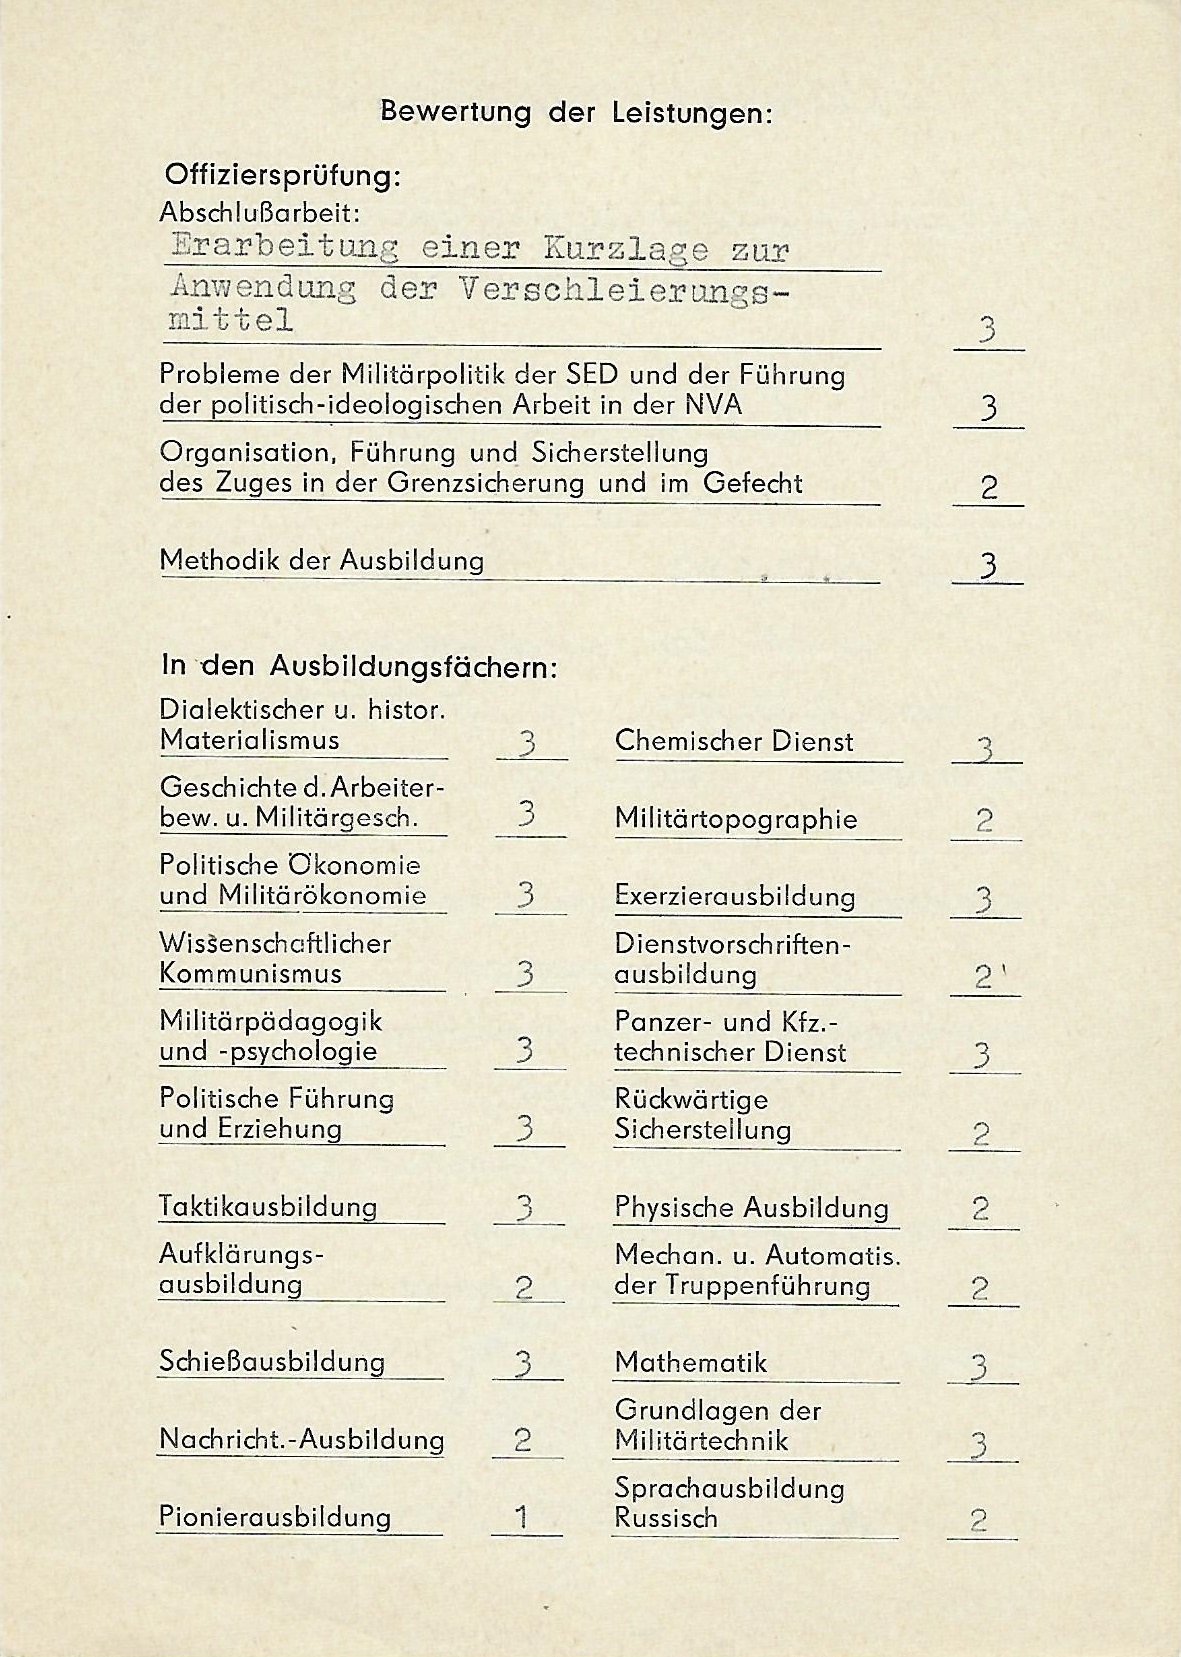 Bewertung der Leistungen:
Offiziersprüfung:
Abschlußarbeit:
Erarbeitung einer Kurzlage zur
Anwendung der Verschleierungs-
mittel 3
Probleme der Militärpolitik der SED und der Führung
der politisch-ideologischen Arbeit in der NVA 3
Organisation, Führung und Sicherstellung
des Zuges in der Grenzsicherung und im Gefecht 2
Methodik der Ausbildung 3
In den Ausbildungsfächern:
Dialektischer u. histor.
Materialismus 3
Geschichte d. Arbeiter-
bew. u. Militärgesch. 3
Politische Ökonomie
und Militärökonomie 3
Wissenschaftlicher
Kommunismus 3
Militärpädagogik
und -psychologie 3
Politische Führung
und Erziehung 3
Taktikausbildung 3
Aufklärungs-
ausbildung 2
Schießausbildung 3
Nachricht.-Ausbildung 2
Pionierausbildung 1
Chemischer Dienst 3
Militärtopographie 2
Exerzierausbildung 3
Dienstvorschriften-
ausbildung 2
Panzer- und Kfz.-
technischer Dienst 3
Rückwärtige
Sicherstellung 2
Physische Ausbildung 2
Mechan. u. Automatis.
der Truppenführung 2
Mathematik 3
Grundlagen der
Militärtechnik 3
Sprachausbildung
Russisch 2